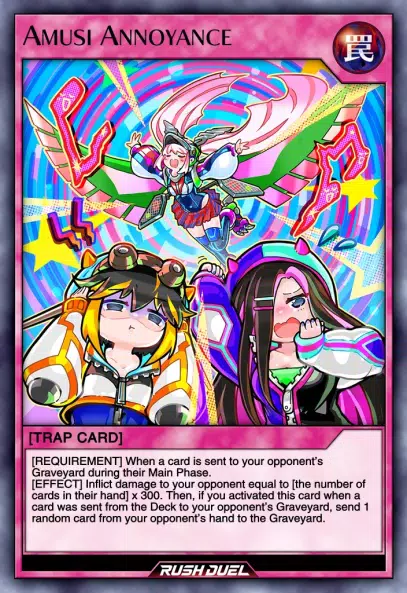 AMUSI ANNOYANCE
罠
[TRAP CARD]
[REQUIREMENT] When a card is sent to your opponent's
Graveyard during their Main Phase.
[EFFECT] Inflict damage to your opponent equal to [the number of
cards in their hand] x 300. Then, if you activated this card when a
card was sent from the Deck to your opponent's Graveyard, send 1
random card from your opponent's hand to the Graveyard.
RUSH DUEL